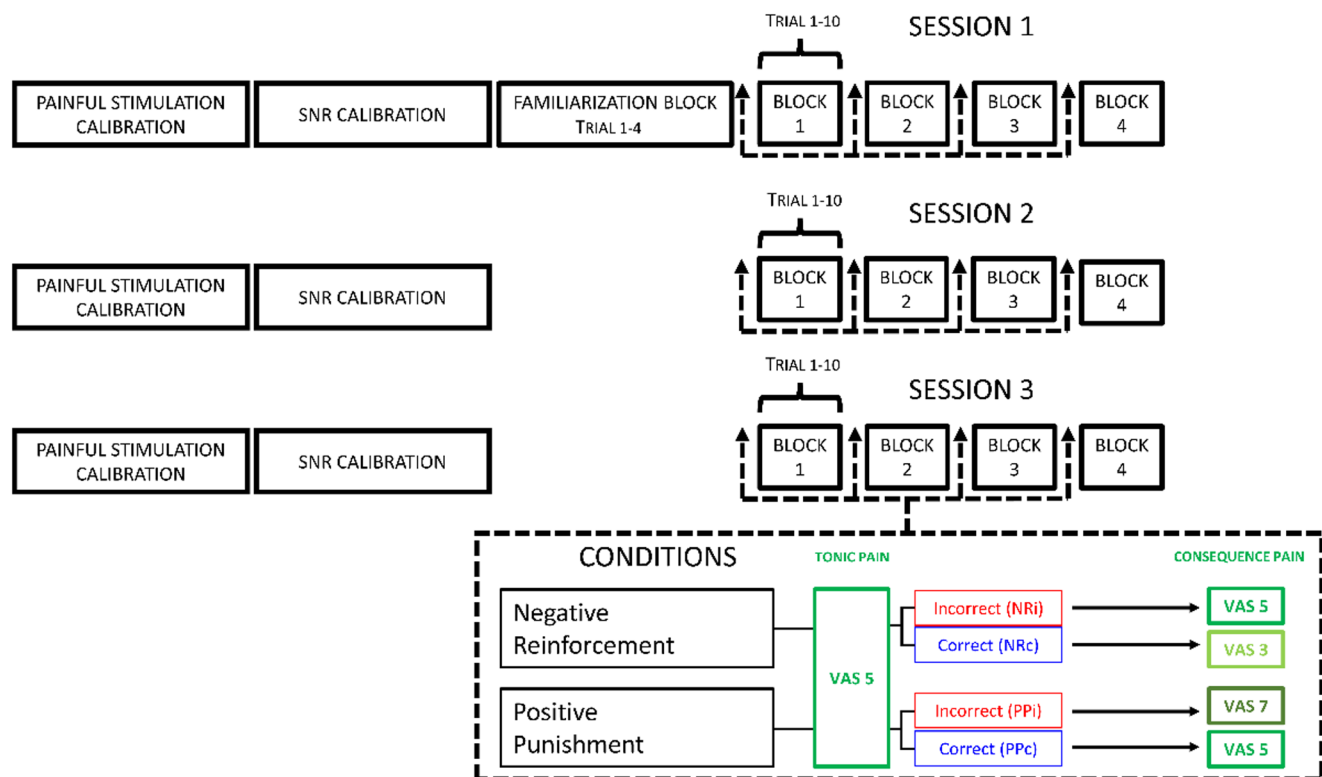 TRIAL 1-10
SESSION 1
PAINFUL STIMULATION
CALIBRATION
SNR CALIBRATION
FAMILIARIZATION BLOCK
TRIAL 1-4
BLOCK
1
BLOCK
2
BLOCK
3
BLOCK
4
TRIAL 1-10
SESSION 2
PAINFUL STIMULATION
CALIBRATION
SNR CALIBRATION
BLOCK
1
BLOCK
2
BLOCK
3
BLOCK
4
TRIAL 1-10
SESSION 3
PAINFUL STIMULATION
CALIBRATION
SNR CALIBRATION
BLOCK
1
BLOCK
2
BLOCK
3
BLOCK
4
CONDITIONS
TONIC PAIN
CONSEQUENCE PAIN
Negative
Reinforcement
VAS 5
Incorrect (NRi)
VAS 5
Correct (NRc)
VAS 3
Positive
Punishment
Incorrect (PPi)
VAS 7
Correct (PPc)
VAS 5